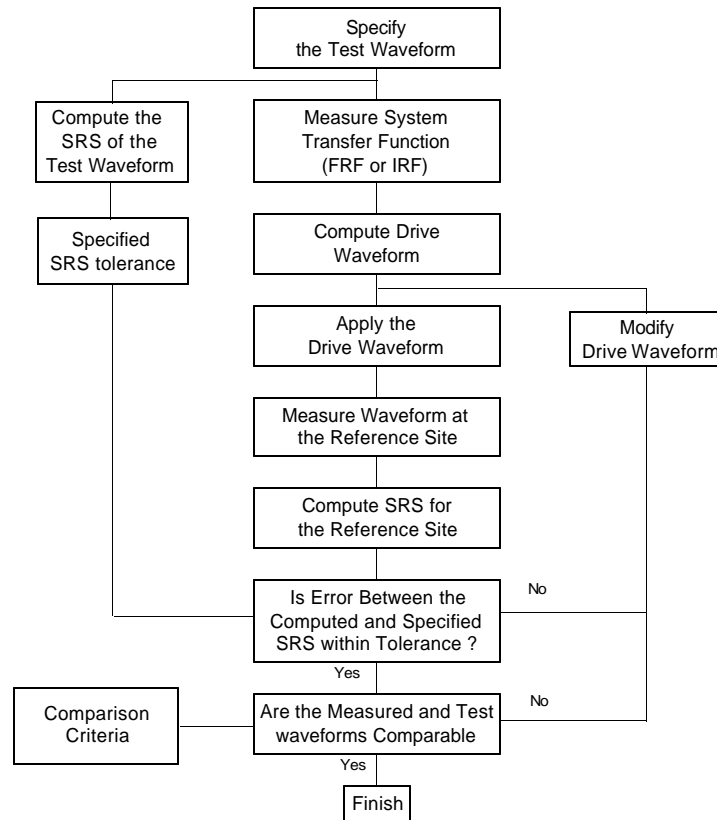 Specify
the Test Waveform
Compute the
SRS of the
Test Waveform
Measure System
Transfer Function
(FRF or IRF)
Specified
SRS tolerance
Compute Drive
Waveform
Apply the
Drive Waveform
Modify
Drive Waveform
Measure Waveform at
the Reference Site
Compute SRS for
the Reference Site
Is Error Between the
Computed and Specified
SRS within Tolerance ?
No
Yes
Comparison
Criteria
Are the Measured and Test
waveforms Comparable
No
Yes
Finish